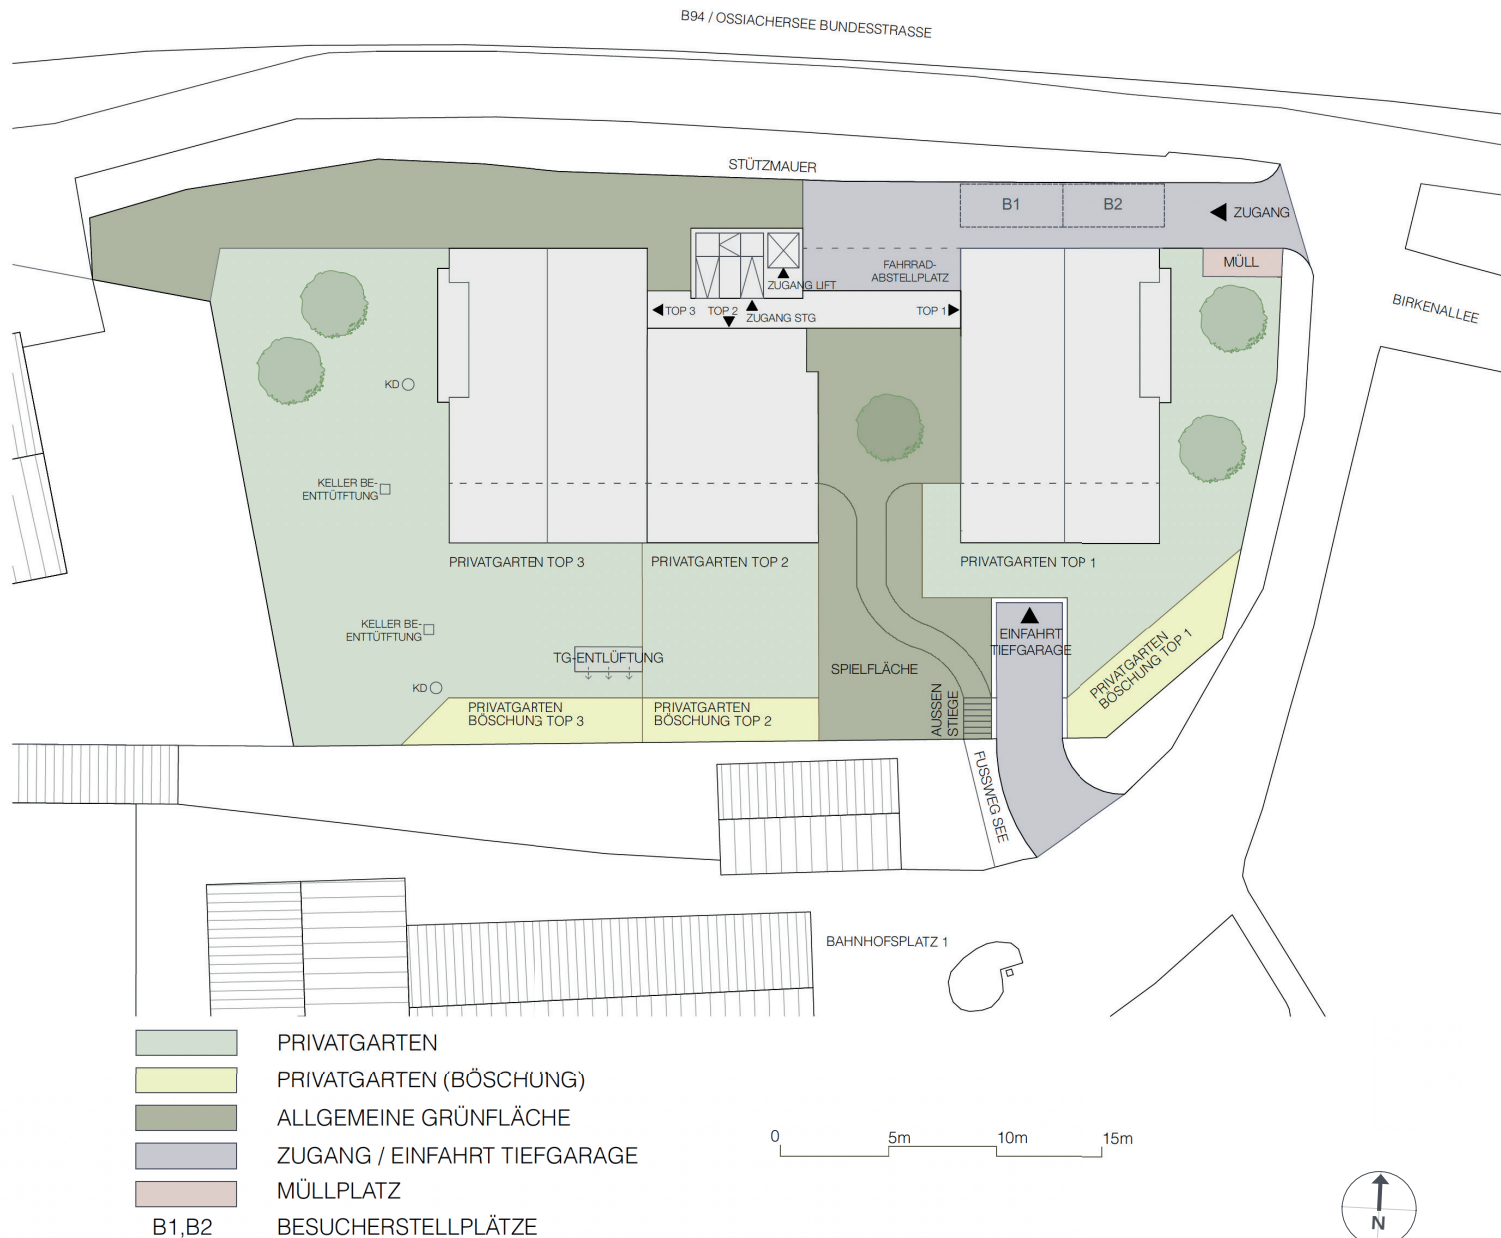 B94 / OSSIACHERSEE BUNDESSTRASSE
STÜTZMAUER
B1
B2
ZUGANG
MÜLL
FAHRRAD-
ABSTELLPLATZ
ZUGANG LIFT
TOP 3
TOP 2
ZUGANG STG
TOP 1
BIRKENALLEE
KD
KELLER BE-
ENTTÜTFTUNG
PRIVATGARTEN TOP 3
PRIVATGARTEN TOP 2
PRIVATGARTEN TOP 1
KELLER BE-
ENTTÜTFTUNG
TG-ENTLÜFTUNG
EINFAHRT
TIEFGARAGE
SPIELFLÄCHE
PRIVATGARTEN
BÖSCHUNG TOP 1
KD
PRIVATGARTEN
BÖSCHUNG TOP 3
PRIVATGARTEN
BÖSCHUNG TOP 2
AUSSEN
STIEGE
FUSSWEG SEE
BAHNHOFSPLATZ 1
PRIVATGARTEN
PRIVATGARTEN (BÖSCHUNG)
ALLGEMEINE GRÜNFLÄCHE
ZUGANG / EINFAHRT TIEFGARAGE
MÜLLPLATZ
B1,B2 BESUCHERSTELLPLÄTZE
0 5m 10m 15m
N